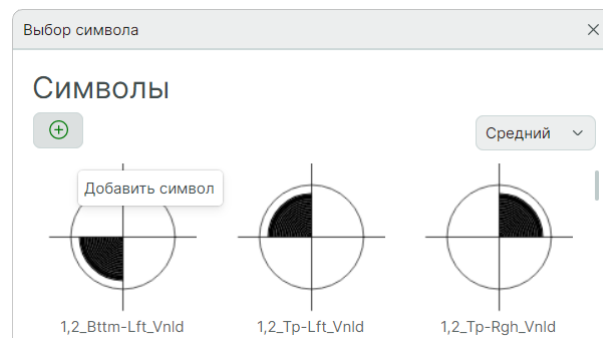 Выбор символа
Символы
Средний
Добавить символ
1,2_Bttm-Lft_Vnld
1,2_Tp-Lft_Vnld
1,2_Tp-Rgh_Vnld